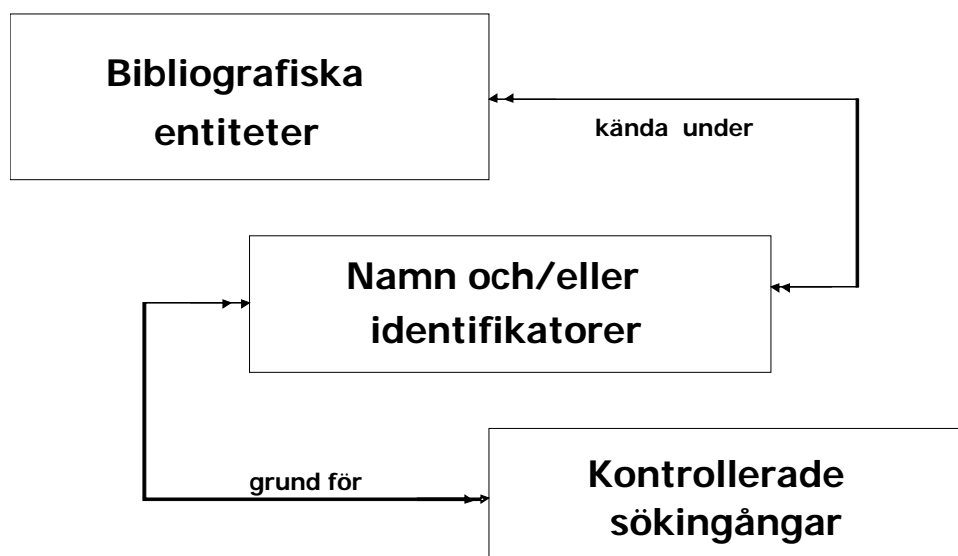 Bibliografiska
entiteter
kända under
Namn och/eller
identifikatorer
grund för
Kontrollerade
sökingångar